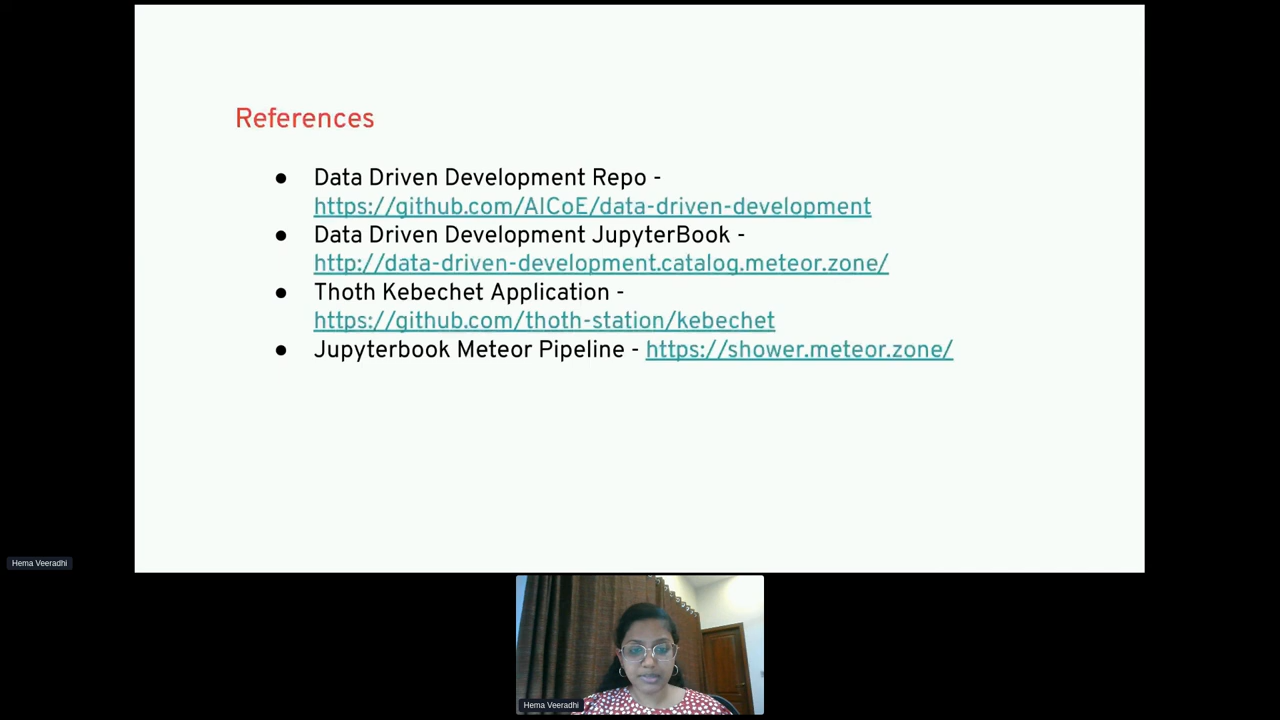 References
● Data Driven Development Repo -
https://github.com/AICoE/data-driven-development
● Data Driven Development JupyterBook -
http://data-driven-development.catalog.meteor.zone/
● Thoth Kebechet Application -
https://github.com/thoth-station/kebechet
● Jupyterbook Meteor Pipeline - https://shower.meteor.zone/
Hema Veeradhi
Hema Veeradhi